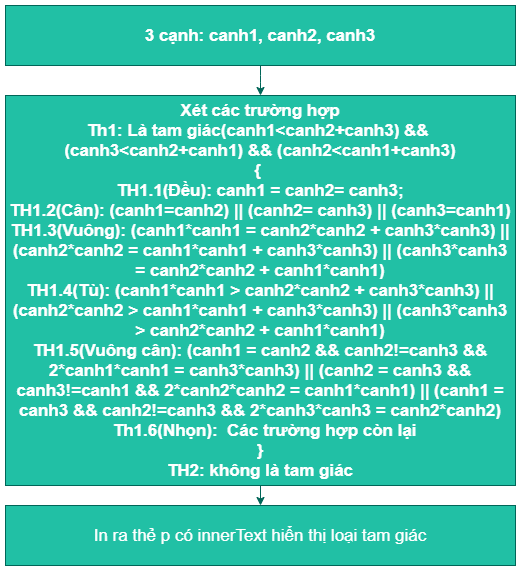 3 cạnh: canh1, canh2, canh3
Xét các trường hợp
Th1: Là tam giác(canh1<canh2+canh3) &&
(canh3<canh2+canh1) && (canh2<canh1+canh3)
{
TH1.1(Đều): canh1 = canh2= canh3;
TH1.2(Cân): (canh1=canh2) || (canh2= canh3) || (canh3=canh1)
TH1.3(Vuông): (canh1*canh1 = canh2*canh2 + canh3*canh3) ||
(canh2*canh2 = canh1*canh1 + canh3*canh3) || (canh3*canh3
= canh2*canh2 + canh1*canh1)
TH1.4(Tù): (canh1*canh1 > canh2*canh2 + canh3*canh3) ||
(canh2*canh2 > canh1*canh1 + canh3*canh3) || (canh3*canh3
> canh2*canh2 + canh1*canh1)
TH1.5(Vuông cân): (canh1 = canh2 && canh2!=canh3 &&
2*canh1*canh1 = canh3*canh3) || (canh2 = canh3 &&
canh3!=canh1 && 2*canh2*canh2 = canh1*canh1) || (canh1 =
canh3 && canh2!=canh3 && 2*canh3*canh3 = canh2*canh2)
Th1.6(Nhọn):  Các trường hợp còn lại
}
TH2: không là tam giác
In ra thẻ p có innerText hiển thị loại tam giác